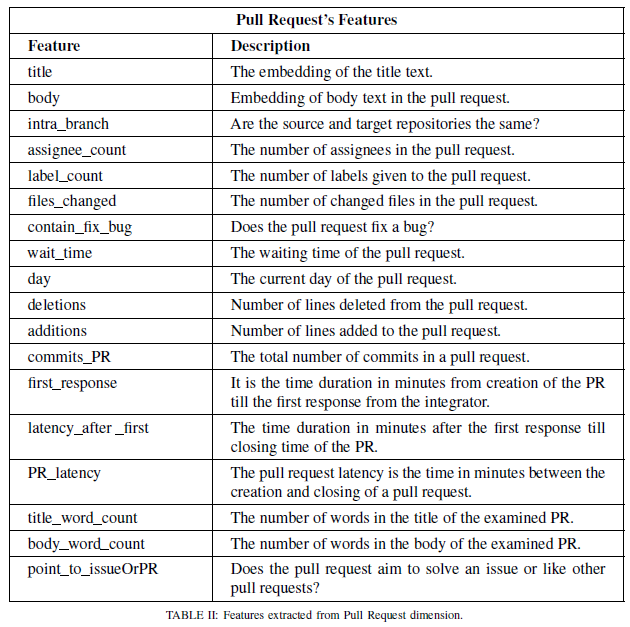 Pull Request's Features
Feature Description
title The embedding of the title text.
body Embedding of body text in the pull request.
intra_branch Are the source and target repositories the same?
assignee_count The number of assignees in the pull request.
label_count The number of labels given to the pull request.
files_changed The number of changed files in the pull request.
contain_fix_bug Does the pull request fix a bug?
wait_time The waiting time of the pull request.
day The current day of the pull request.
deletions Number of lines deleted from the pull request.
additions Number of lines added to the pull request.
commits_PR The total number of commits in a pull request.
first_response It is the time duration in minutes from creation of the PR
till the first response from the integrator.
latency_after _first The time duration in minutes after the first response till
closing time of the PR.
PR_latency The pull request latency is the time in minutes between the
creation and closing of a pull request.
title_word_count The number of words in the title of the examined PR.
body_word_count The number of words in the body of the examined PR.
point_to_issueOrPR Does the pull request aim to solve an issue or like other
pull requests?
TABLE II: Features extracted from Pull Request dimension.